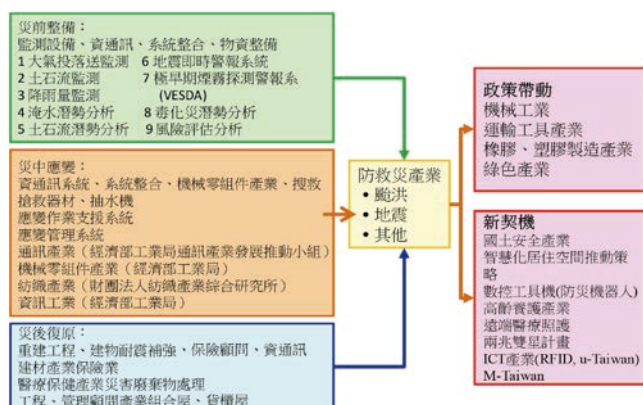 災前整備：
監測設備、資通訊、系統整合、物資整備
1 大氣投落送監測 6 地震即時警報系統
2 土石流監測 7 極早期煙霧探測警報系
3 降雨量監測 (VESDA)
4 淹水潛勢分析 8 毒化災潛勢分析
5 土石流潛勢分析 9 風險評估分析
災中應變：
資通訊系統、系統整合、機械零組件產業、搜救
搶救器材、抽水機
應變作業支援系統
應變管理系統
通訊產業（經濟部工業局通訊產業發展推動小組）
機械零組件產業（經濟部工業局）
紡織產業（財團法人紡織產業綜合研究所）
資訊工業（經濟部工業局）
災後復原：
重建工程、建物耐震補強、保險顧問、資通訊
建材產業保險業
醫療保健產業災害廢棄物處理
工程、管理顧問產業組合屋、貨櫃屋
防救災產業
• 颱洪
• 地震
• 其他
政策帶動
機械工業
運輸工具產業
橡膠、塑膠製造產業
綠色產業
新契機
國土安全產業
智慧化居住空間推動策
略
數控工具機(防災機器人)
高齡養護產業
遠端醫療照護
兩兆雙星計畫
ICT產業(RFID, u-Taiwan)
M-Taiwan